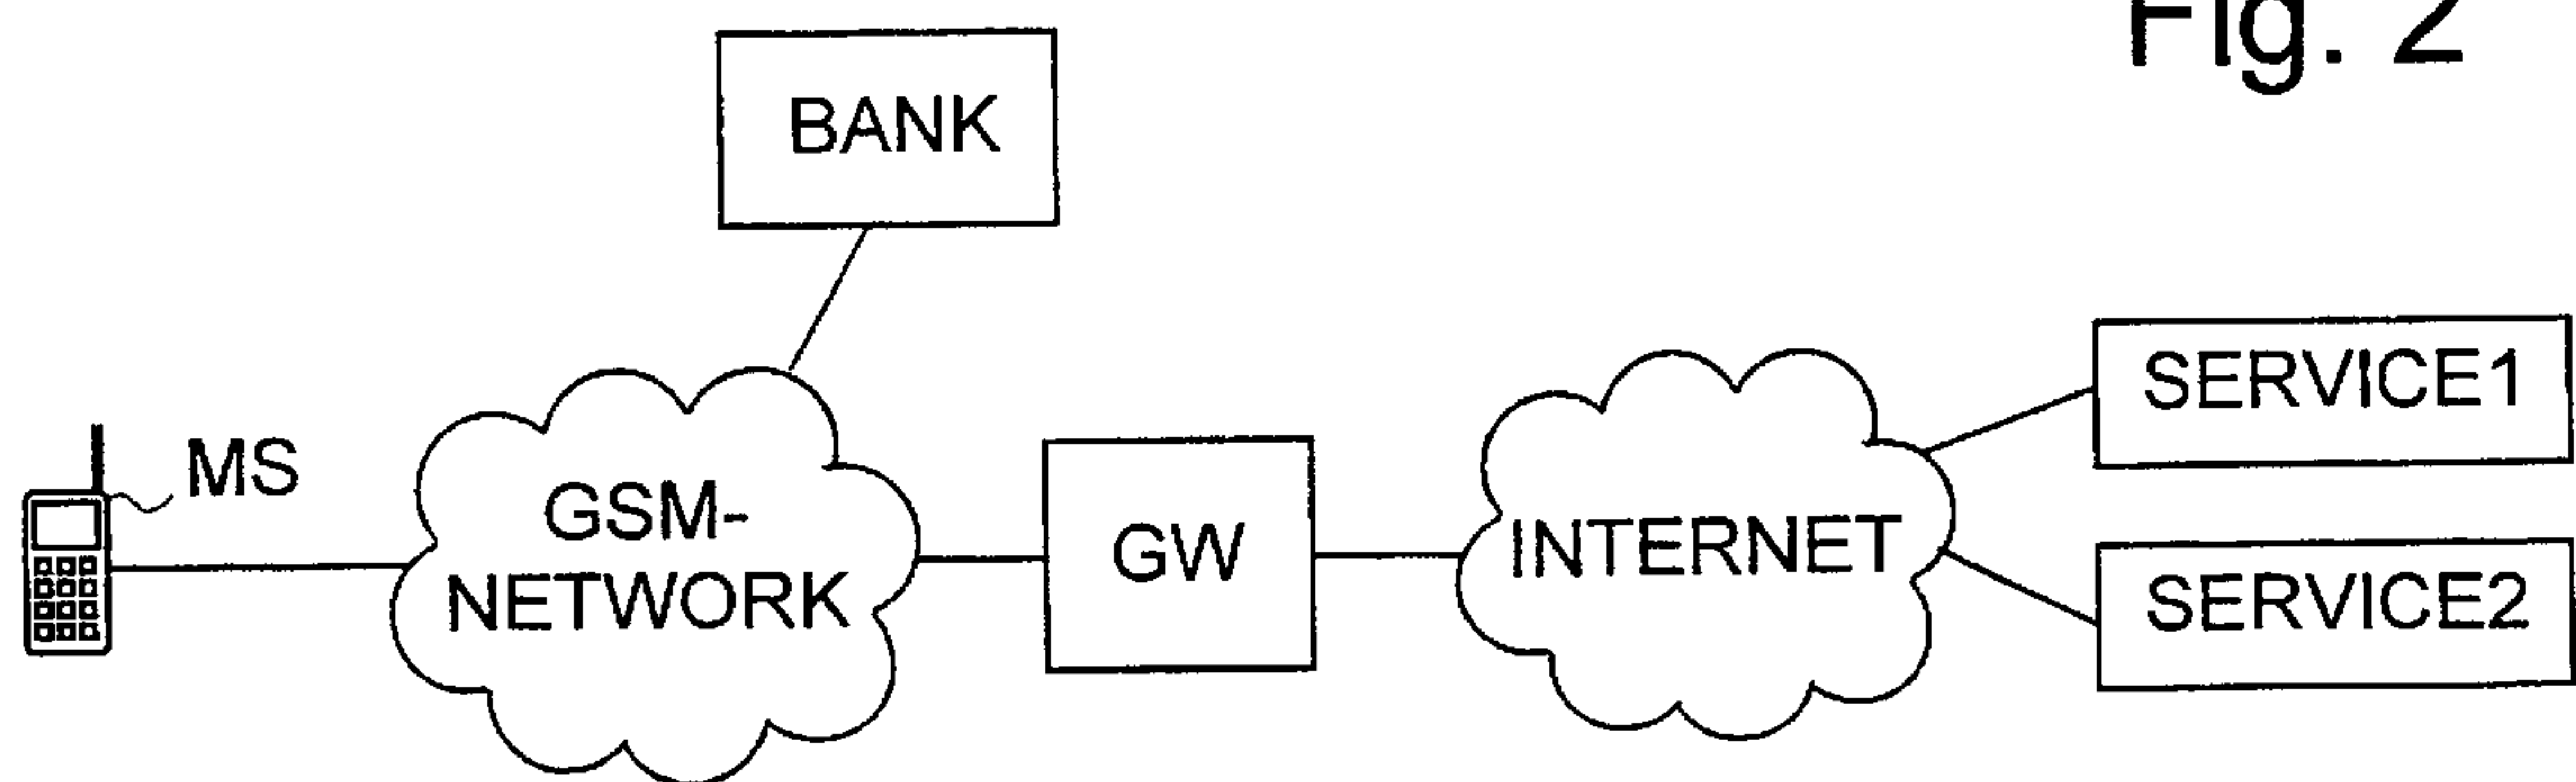 Fig. 2
BANK
MS
GSM-
NETWORK
GW
INTERNET
SERVICE1
SERVICE2